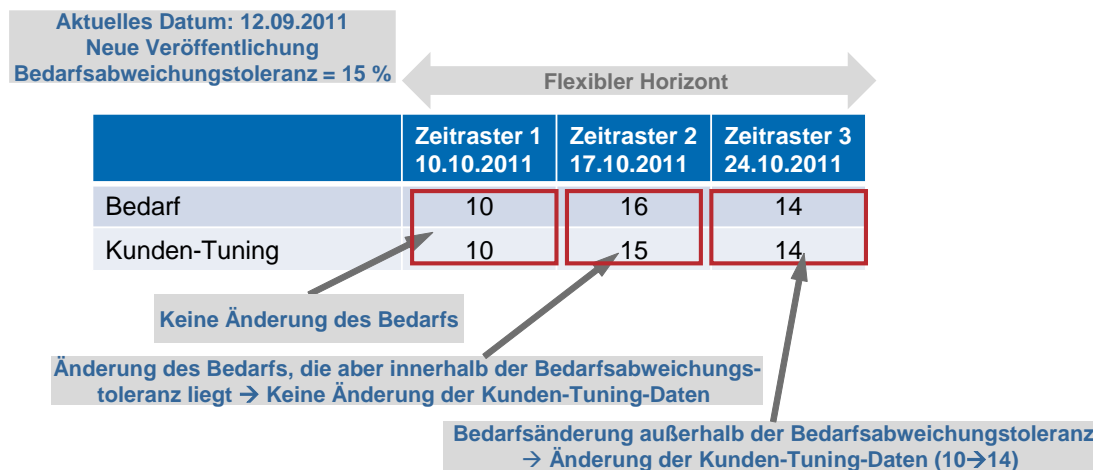 Aktuelles Datum: 12.09.2011
Neue Veröffentlichung
Bedarfsabweichungstoleranz = 15 %
Flexibler Horizont
Zeitraster 1 Zeitraster 2 Zeitraster 3
10.10.2011 17.10.2011 24.10.2011
Bedarf 10 16 14
Kunden-Tuning 10 15 14
Keine Änderung des Bedarfs
Änderung des Bedarfs, die aber innerhalb der Bedarfsabweichungs-
toleranz liegt → Keine Änderung der Kunden-Tuning-Daten
Bedarfsänderung außerhalb der Bedarfsabweichungstoleranz
→ Änderung der Kunden-Tuning-Daten (10→14)